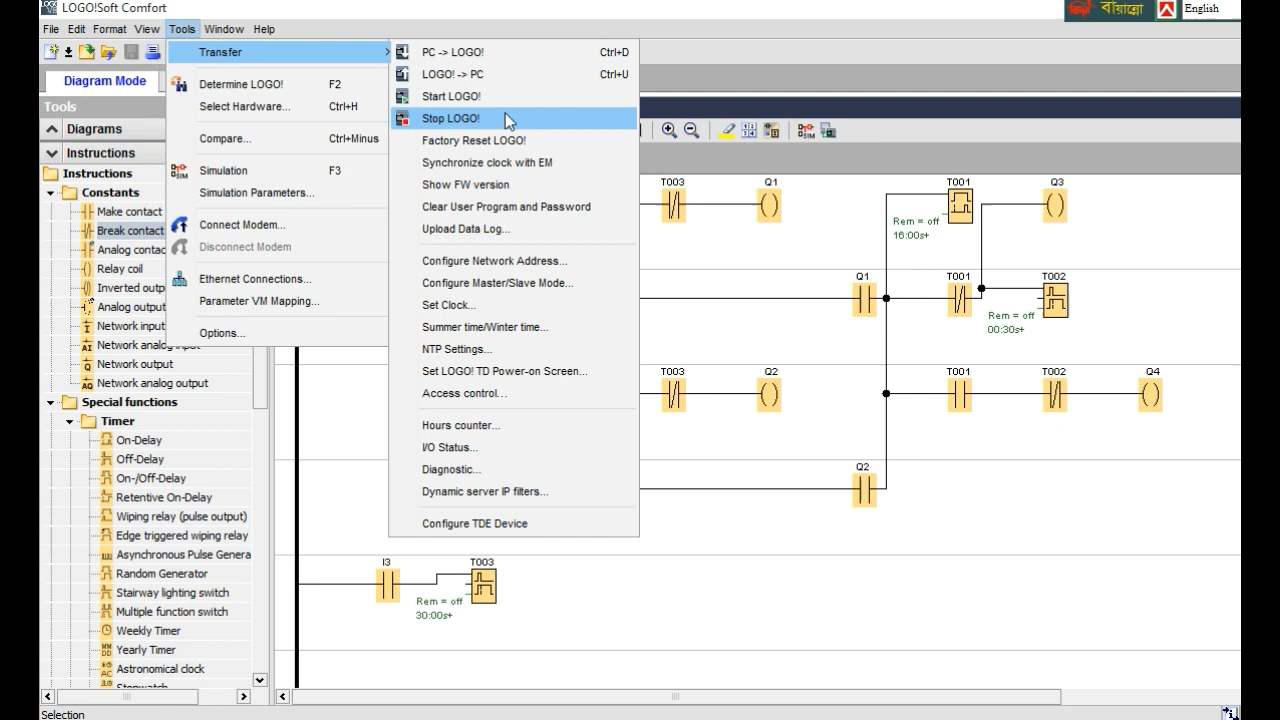 LOGO!Soft Comfort
বায়ান্নো
English
File Edit Format View Tools Window Help
Diagram Mode
Tools
Diagrams
Instructions
Instructions
Constants
Make contact
Break contact
Analog contac
Relay coil
Inverted outp
Analog output
Network input
Network analog input
Network output
Network analog output
Special functions
Timer
On-Delay
Off-Delay
On-/Off-Delay
Retentive On-Delay
Wiping relay (pulse output)
Edge triggered wiping relay
Asynchronous Pulse Genera
Random Generator
Stairway lighting switch
Multiple function switch
Weekly Timer
Yearly Timer
Astronomical clock
Stopwatch
Transfer
Determine LOGO! F2
Select Hardware... Ctrl+H
Compare... Ctrl+Minus
Simulation F3
Simulation Parameters...
Connect Modem...
Disconnect Modem
Ethernet Connections...
Parameter VM Mapping...
Options...
PC -> LOGO! Ctrl+D
LOGO! -> PC Ctrl+U
Start LOGO!
Stop LOGO!
Factory Reset LOGO!
Synchronize clock with EM
Show FW version
Clear User Program and Password
Upload Data Log...
Configure Network Address...
Configure Master/Slave Mode...
Set Clock...
Summer time/Winter time...
NTP Settings...
Set LOGO! TD Power-on Screen...
Access control...
Hours counter...
I/O Status...
Diagnostic...
Dynamic server IP filters...
Configure TDE Device
T003 Q1 T001 Q3
Rem = off
16:00s+
Q1 T001 T002
Rem = off
00:30s+
T003 Q2 T001 T002 Q4
Q2
I3 T003
Rem = off
30:00s+
Selection